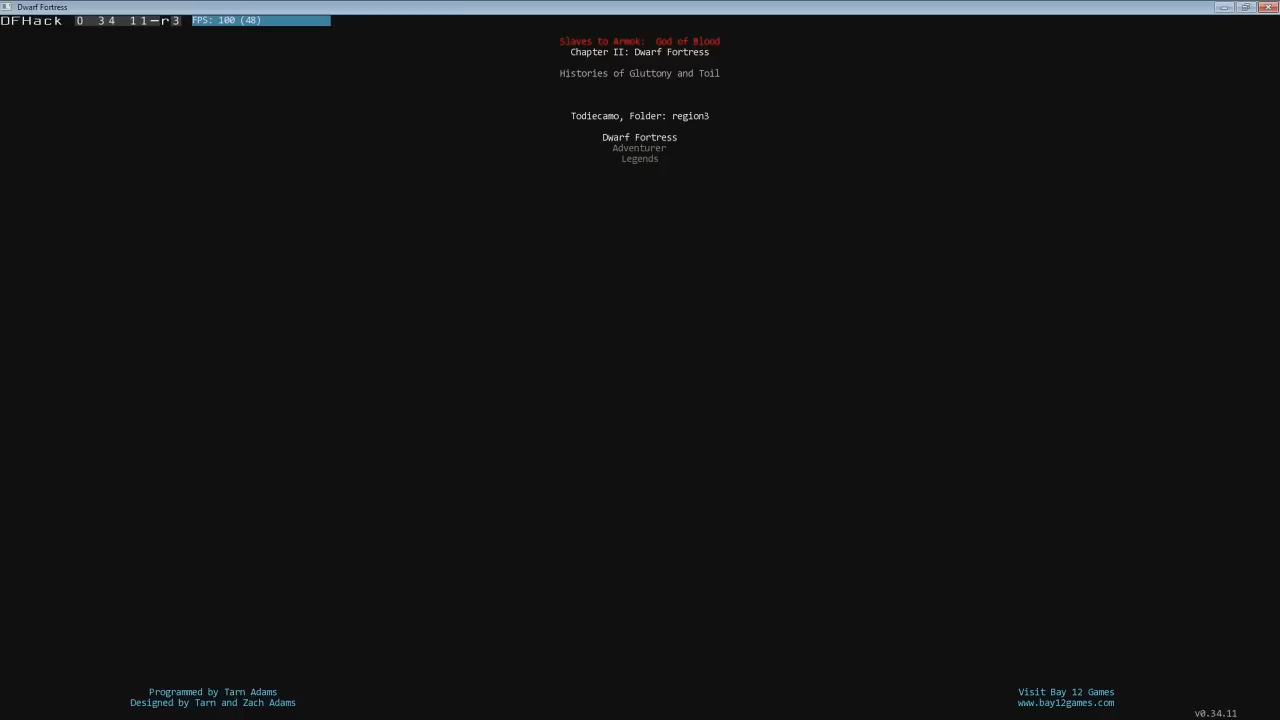 Dwarf Fortress
DFHack 0 34 11-r3 FPS: 100 (48)
Slaves to Armok: God of Blood
Chapter II: Dwarf Fortress
Histories of Gluttony and Toil
Todiecamo, Folder: region3
Dwarf Fortress
Adventurer
Legends
Programmed by Tarn Adams
Designed by Tarn and Zach Adams
Visit Bay 12 Games
www.bay12games.com
v0.34.11